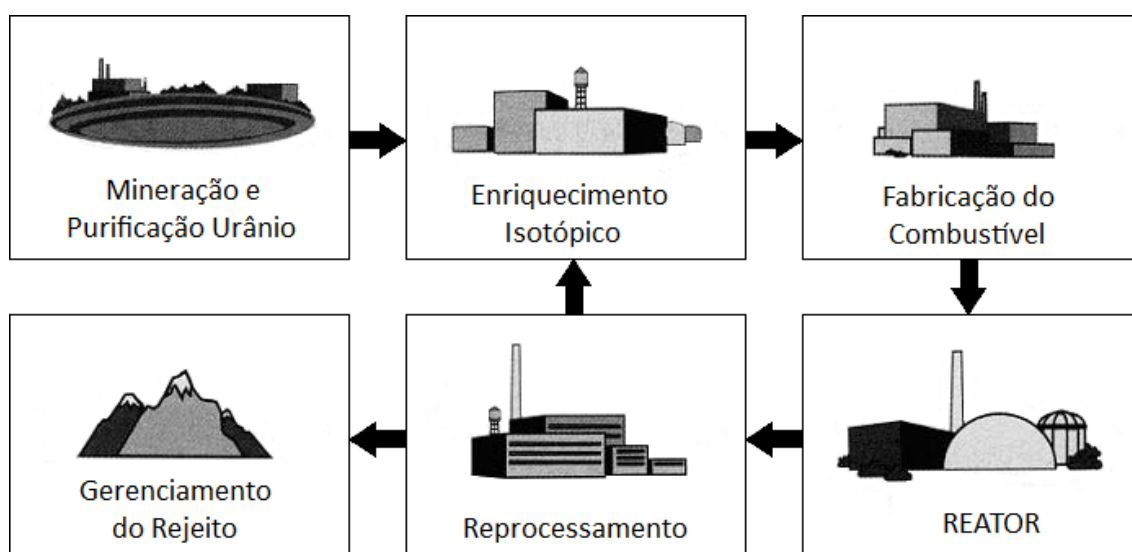 Mineração e
Purificação Urânio
Enriquecimento
Isotópico
Fabricação do
Combustível
Gerenciamento
do Rejeito
Reprocessamento
REATOR